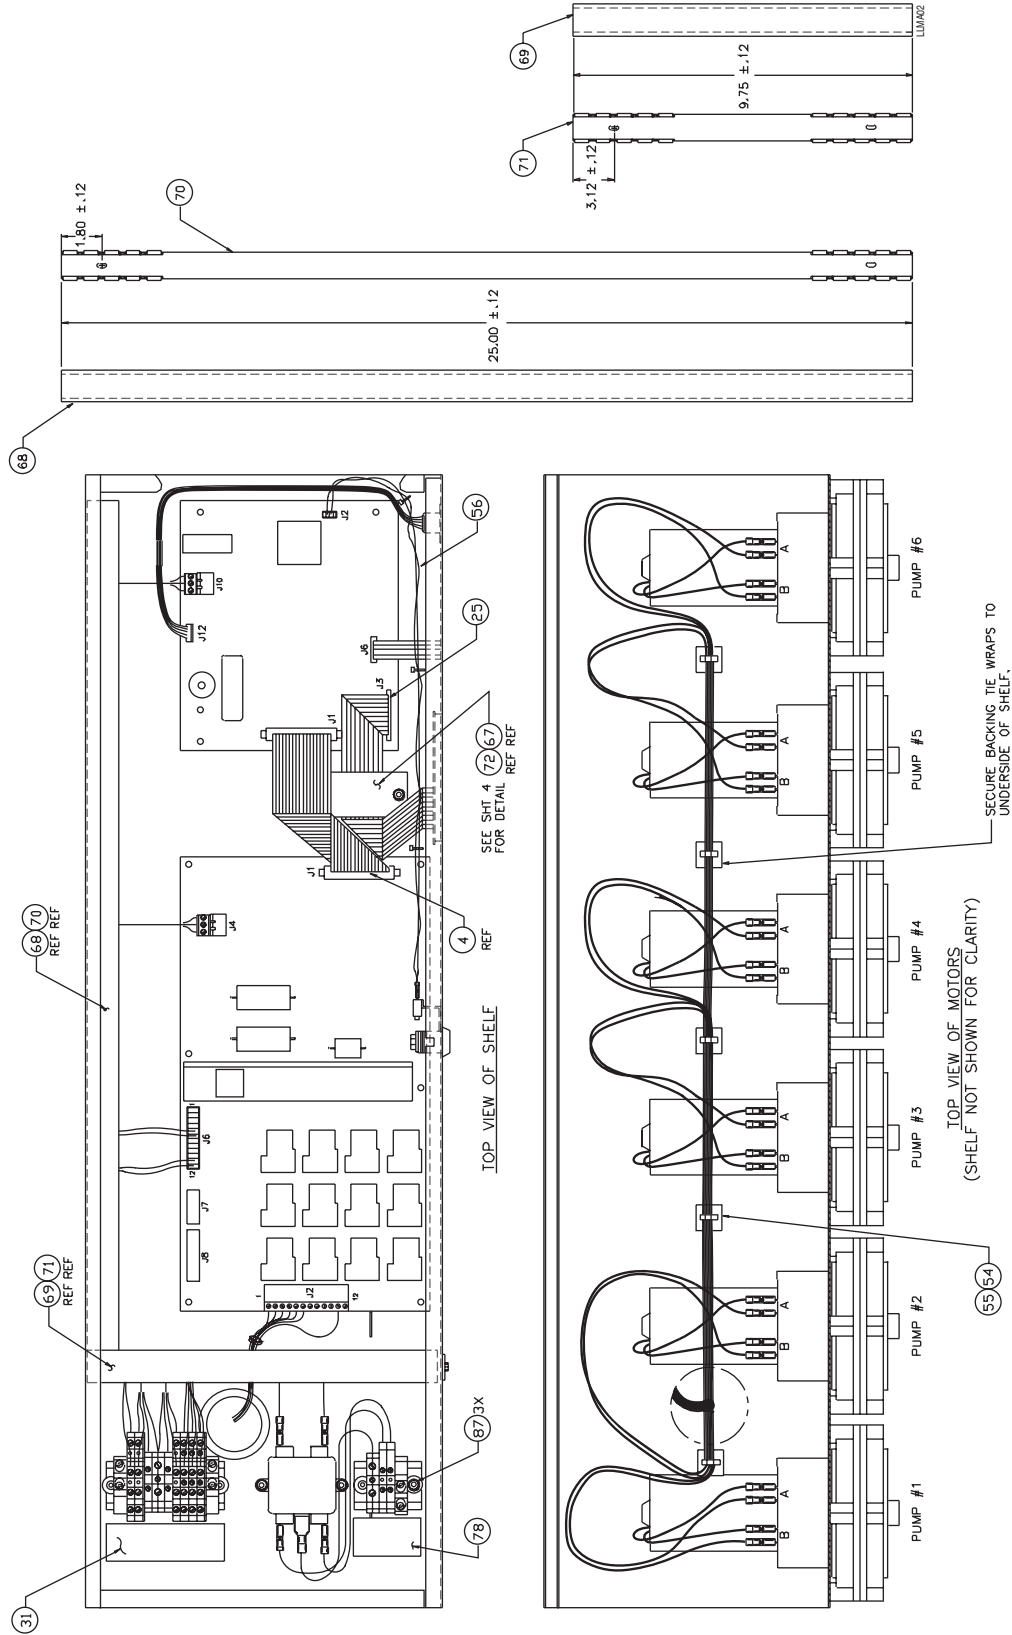 31
69 71
REF REF
68 70
REF REF
68
70
1.80 ±.12
25.00 ±.12
71
69
3.12 ±.12
9.75 ±.12
LLMA02
J8
J7
12
J6
1
J4
J10
J12
J1
J1
J3
J6
J2
1
J2
12
78
87 3X
4
REF
SEE SHT 4
FOR DETAIL
72 67
REF REF
25
56
TOP VIEW OF SHELF
B
A
B
A
B
A
B
A
B
A
B
A
PUMP #1
PUMP #2
PUMP #3
PUMP #4
PUMP #5
PUMP #6
55 54
TOP VIEW OF MOTORS
(SHELF NOT SHOWN FOR CLARITY)
SECURE BACKING TIE WRAPS TO
UNDERSIDE OF SHELF.